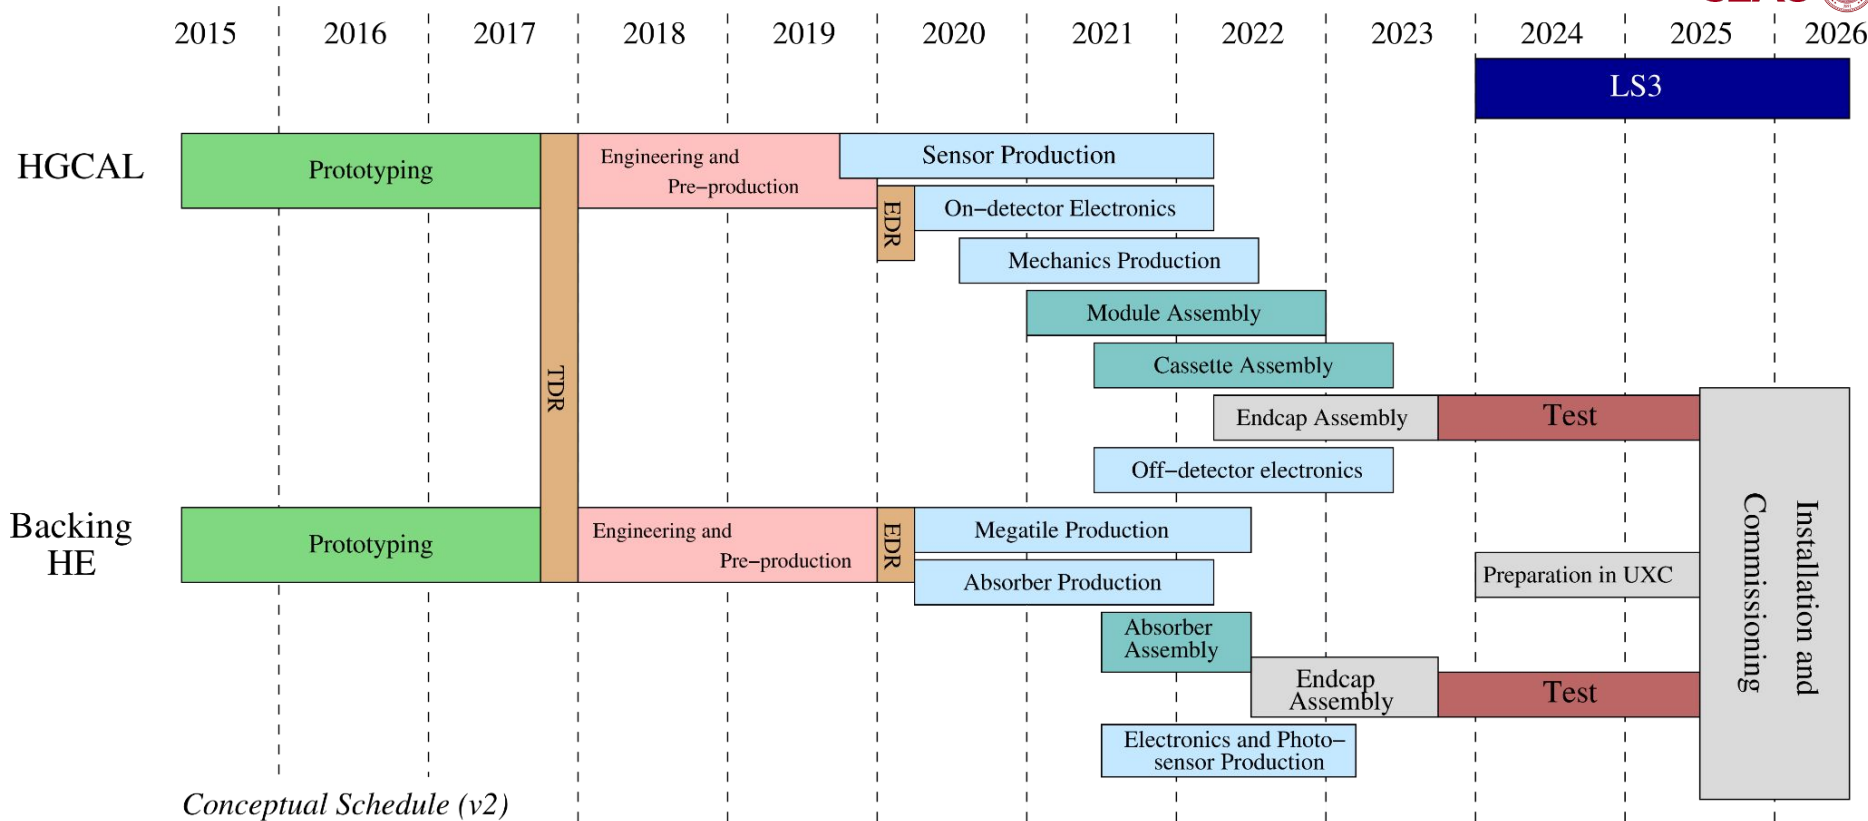 2015 2016 2017 2018 2019 2020 2021 2022 2023 2024 2025 2026
LS3
HGCAL
Prototyping
Engineering and
Pre−production
Sensor Production
EDR
On−detector Electronics
Mechanics Production
Module Assembly
Cassette Assembly
TDR
Endcap Assembly
Test
Off−detector electronics
Backing
HE
Prototyping
Engineering and
Pre−production
EDR
Megatile Production
Absorber Production
Preparation in UXC
Installation and
Commissioning
Absorber
Assembly
Endcap
Assembly
Test
Electronics and Photo−
sensor Production
Conceptual Schedule (v2)